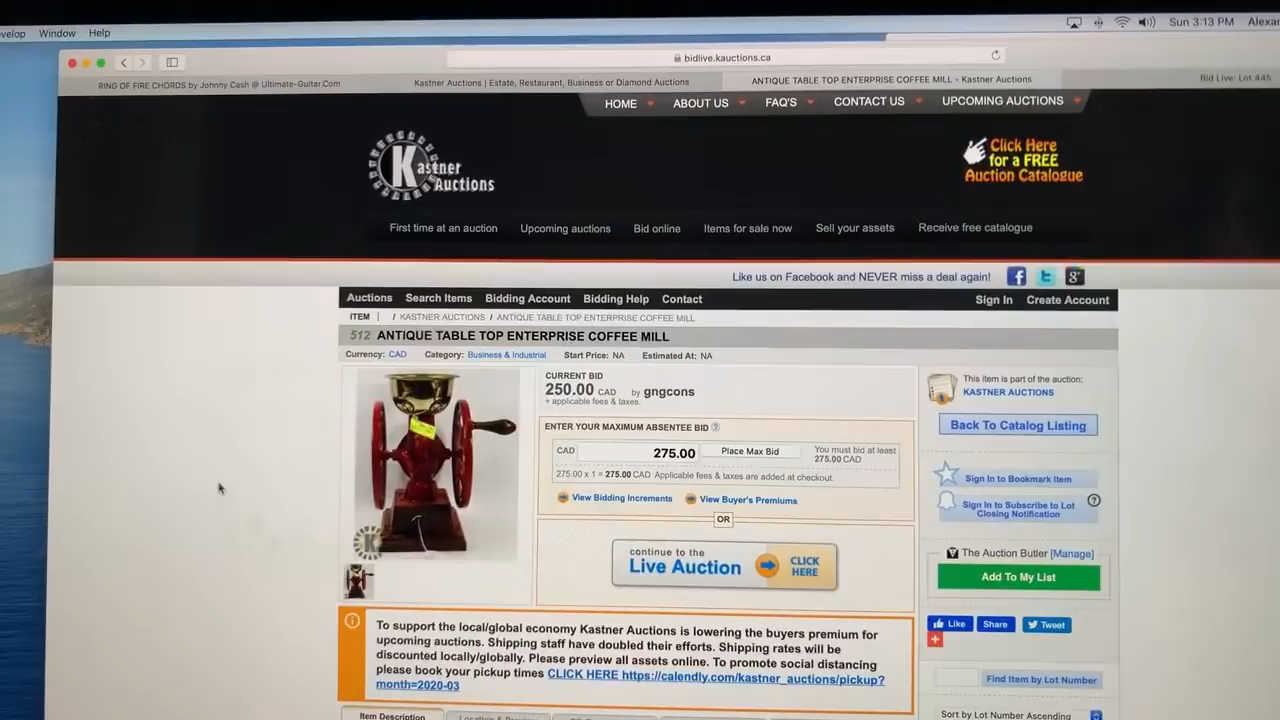 velop Window Help
Sun 3:13 PM Alexa
bidlive.kauctions.ca
RING OF FIRE CHORDS by Johnny Cash @ Ultimate-Guitar.Com
Kastner Auctions | Estate, Restaurant, Business or Diamond Auctions
ANTIQUE TABLE TOP ENTERPRISE COFFEE MILL – Kastner Auctions
Bid Live: Lot 446
HOME ABOUT US FAQ'S CONTACT US UPCOMING AUCTIONS
Kastner
Auctions
Click Here
for a FREE
Auction Catalogue
First time at an auction Upcoming auctions Bid online Items for sale now Sell your assets Receive free catalogue
Like us on Facebook and NEVER miss a deal again! f t g+
Auctions Search Items Bidding Account Bidding Help Contact Sign In Create Account
ITEM | / KASTNER AUCTIONS / ANTIQUE TABLE TOP ENTERPRISE COFFEE MILL
512 ANTIQUE TABLE TOP ENTERPRISE COFFEE MILL
Currency: CAD Category: Business & Industrial Start Price: NA Estimated At: NA
K
CURRENT BID
250.00 CAD by gngcons
+ applicable fees & taxes.
ENTER YOUR MAXIMUM ABSENTEE BID ?
CAD 275.00 Place Max Bid
You must bid at least
275.00 CAD
275.00 x 1 = 275.00 CAD Applicable fees & taxes are added at checkout.
View Bidding Increments View Buyer's Premiums
OR
continue to the
Live Auction
CLICK
HERE
This item is part of the auction:
KASTNER AUCTIONS
Back To Catalog Listing
Sign In to Bookmark Item
Sign In to Subscribe to Lot
Closing Notification
?
The Auction Butler [Manage]
Add To My List
Like Share Tweet
+
Find Item by Lot Number
Sort by Lot Number Ascending
To support the local/global economy Kastner Auctions is lowering the buyers premium for
upcoming auctions. Shipping staff have doubled their efforts. Shipping rates will be
discounted locally/globally. Please preview all assets online. To promote social distancing
please book your pickup times CLICK HERE https://calendly.com/kastner_auctions/pickup?
month=2020-03
Item Description